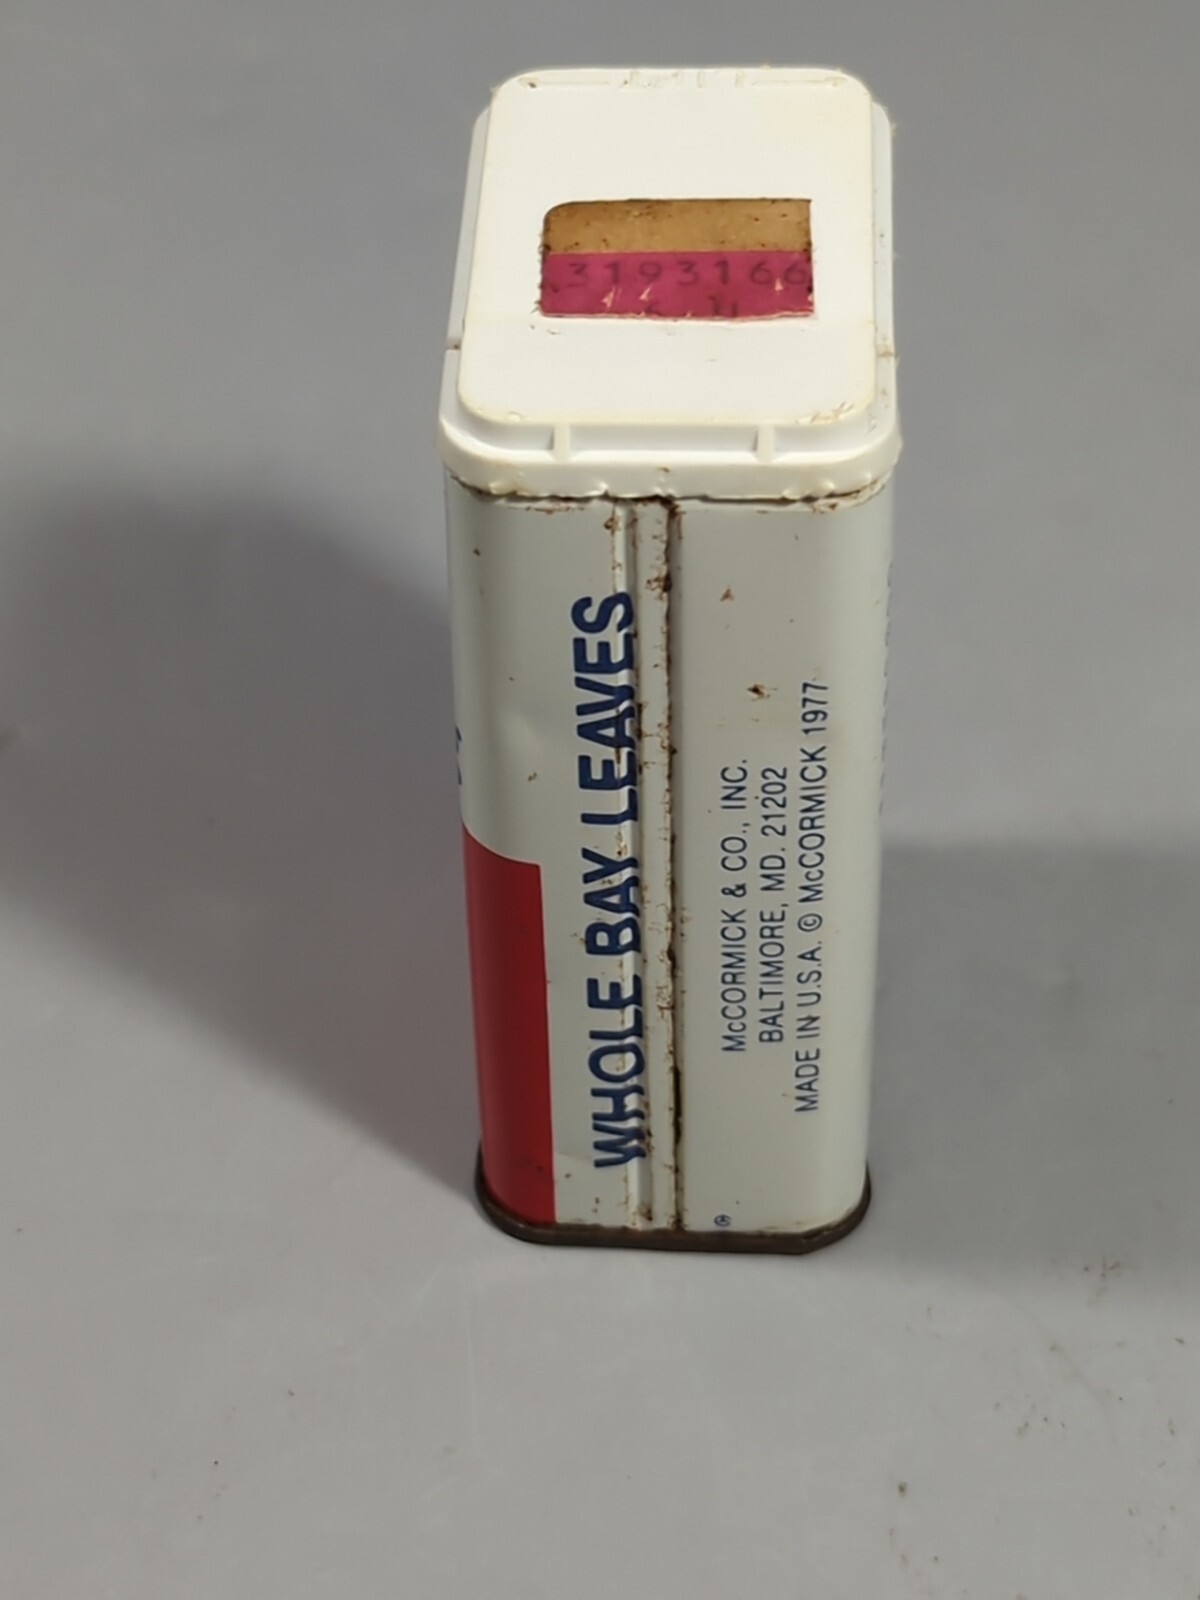 3193166
WHOLE BAY LEAVES
McCORMICK & CO., INC.
BALTIMORE, MD. 21202
MADE IN U.S.A. © McCORMICK 1977